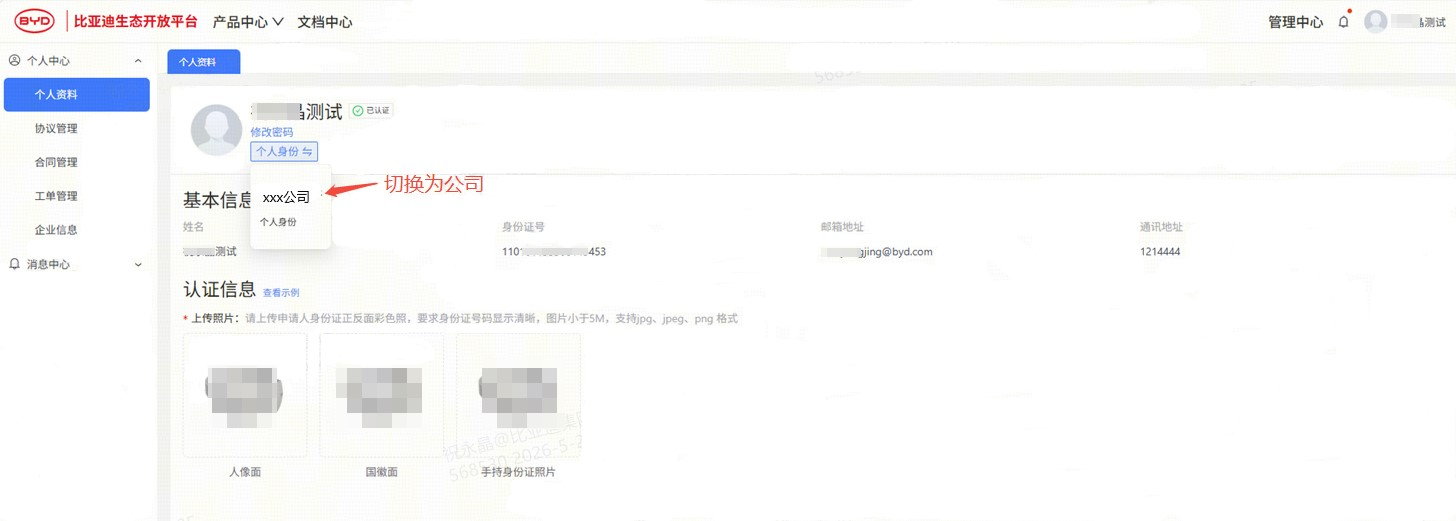 BYD 比亚迪生态开放平台 产品中心 文档中心 管理中心 测试
个人中心
个人资料
协议管理
合同管理
工单管理
企业信息
消息中心
个人资料
测试 已认证
修改密码
个人身份
xxx公司
个人身份
切换为公司
基本信息
姓名 身份证号 邮箱地址 通讯地址
测试 1101 453 jing@byd.com 1214444
认证信息 查看示例
* 上传照片：请上传申请人身份证正反面彩色照，要求身份证号码显示清晰，图片小于5M，支持jpg、jpeg、png 格式
人像面 国徽面 手持身份证照片